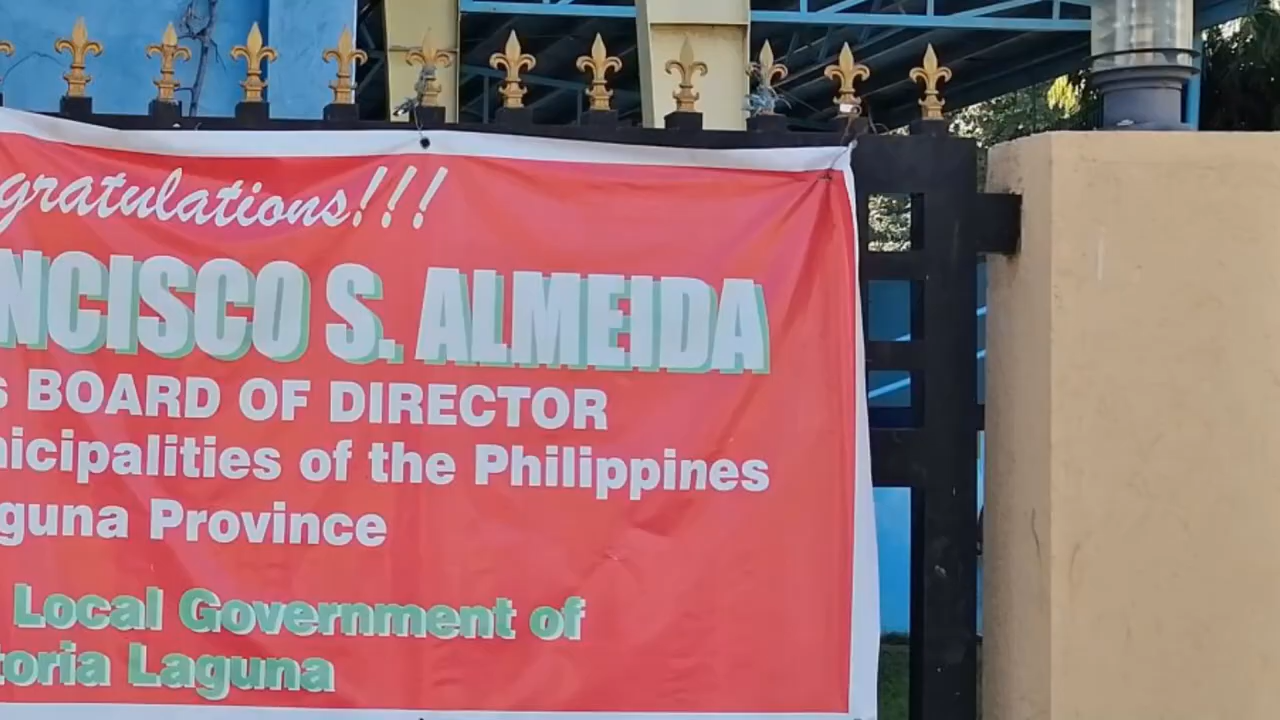 gratulations!!!
NCISCO S. ALMEIDA
s BOARD OF DIRECTOR
nicipalities of the Philippines
guna Province
Local Government of
toria Laguna